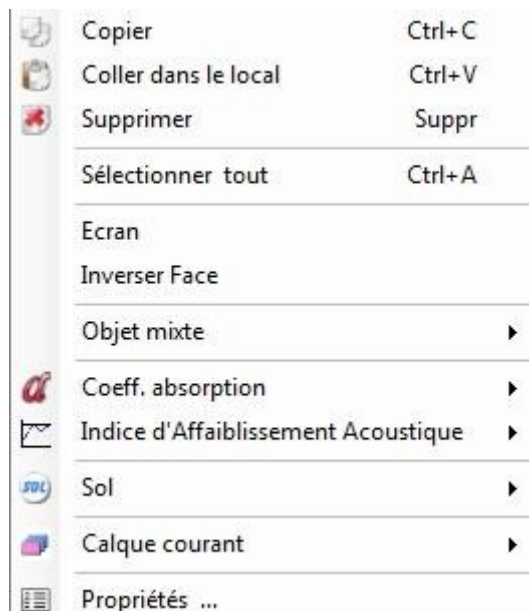 Copier Ctrl+C
Coller dans le local Ctrl+V
Supprimer Suppr
Sélectionner tout Ctrl+A
Ecran
Inverser Face
Objet mixte
α Coeff. absorption
Indice d'Affaiblissement Acoustique
SOL Sol
Calque courant
Propriétés ...